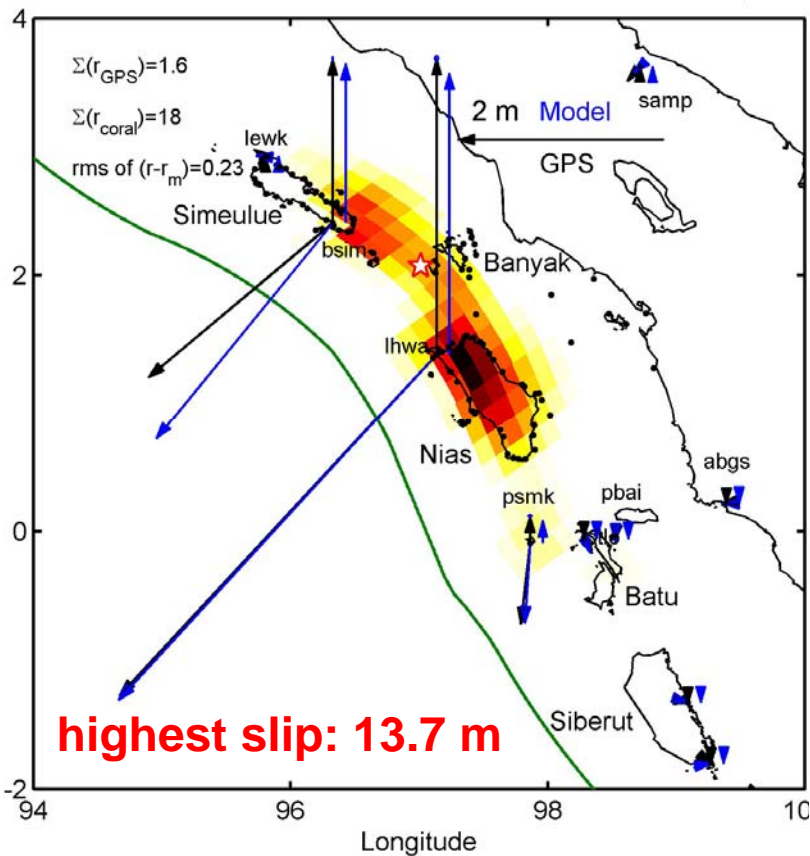 4
Σ(rGPS)=1.6
samp
2 m Model
Σ(rcoral)=18
GPS
lewk
rms of (r-rm)=0.23
Simeulue
bsim
Banyak
2
lhwa
Nias
abgs
psmk
pbai
0
Batu
Siberut
highest slip: 13.7 m
-2
94
96
98
10
Longitude